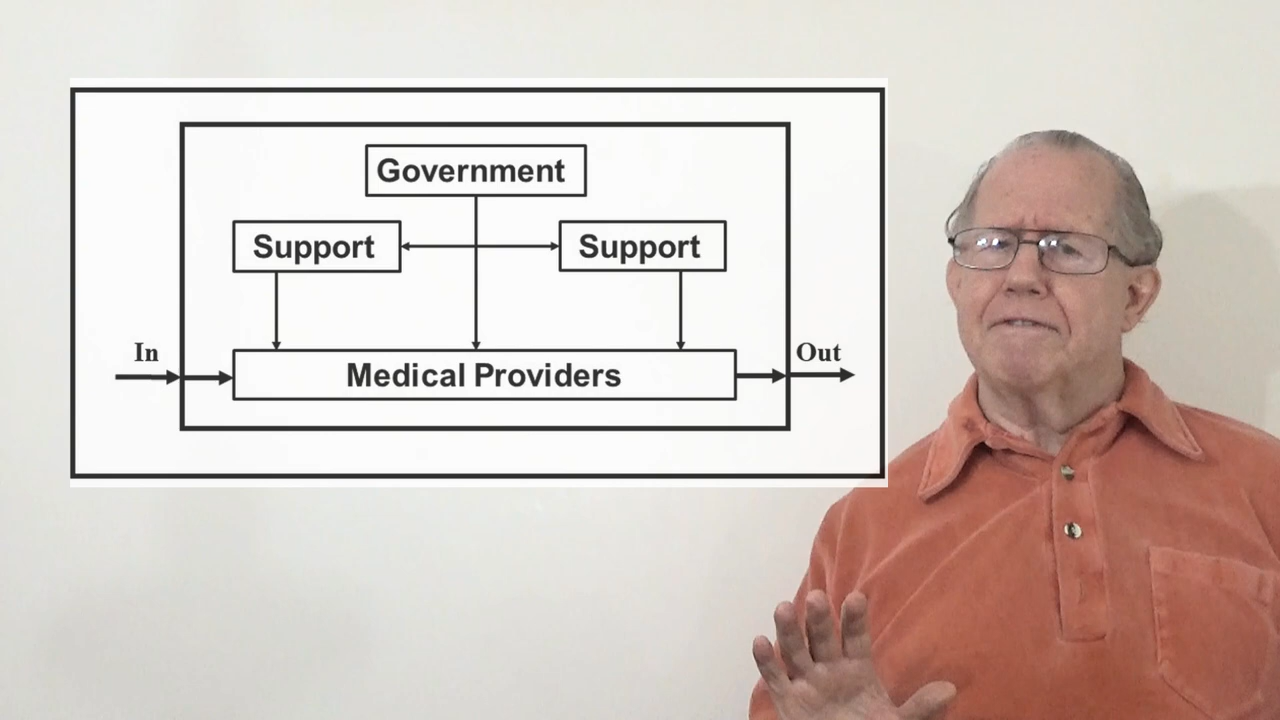 Government
Support
Support
In
Out
Medical Providers